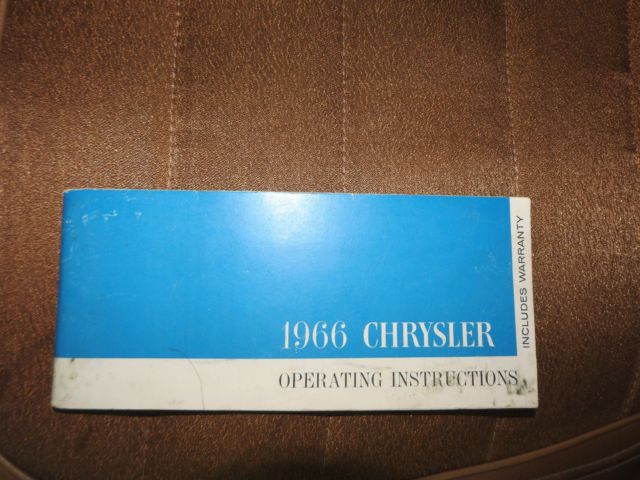 1966 CHRYSLER
OPERATING INSTRUCTIONS
INCLUDES WARRANTY